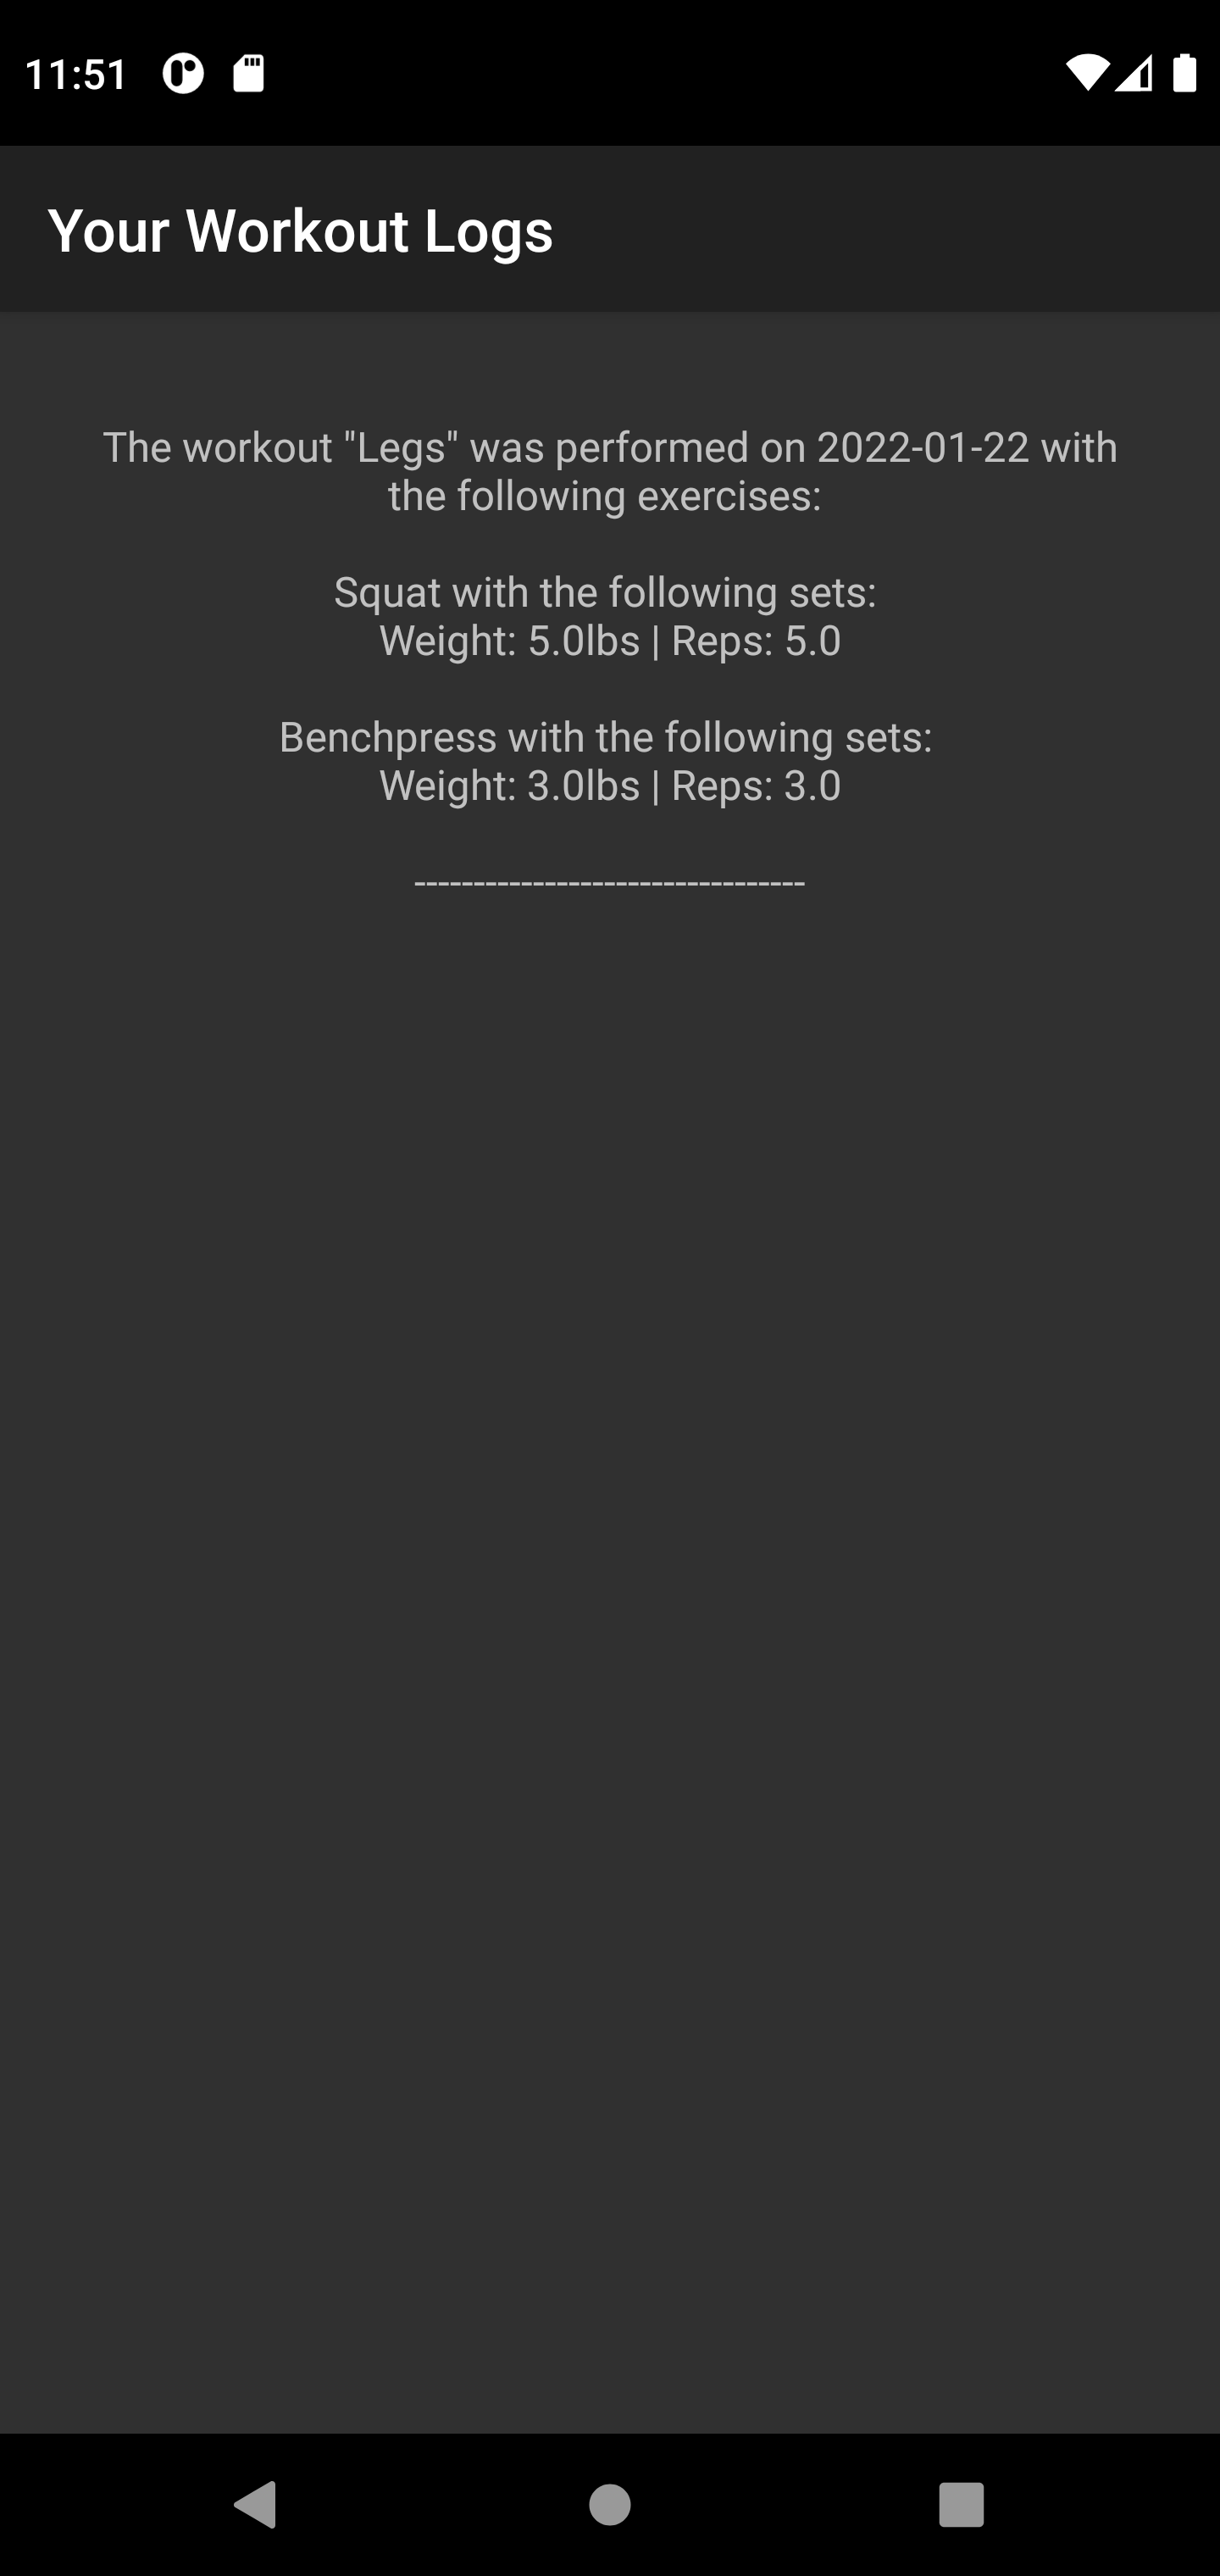 11:51
Your Workout Logs
The workout "Legs" was performed on 2022-01-22 with
the following exercises:
Squat with the following sets:
Weight: 5.0lbs | Reps: 5.0
Benchpress with the following sets:
Weight: 3.0lbs | Reps: 3.0
---------------------------------